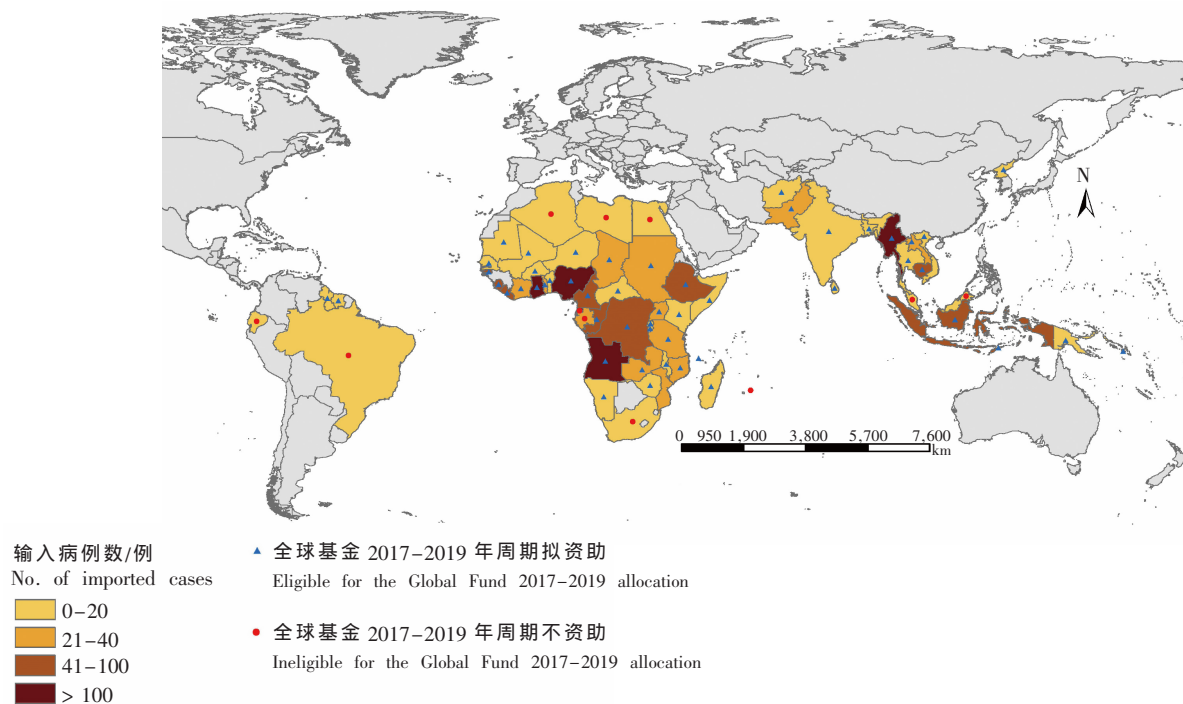 N
0 950 1,900 3,800 5,700 7,600
km
输入病例数/例
No. of imported cases
0-20
21-40
41-100
> 100
全球基金 2017-2019 年周期拟资助
Eligible for the Global Fund 2017-2019 allocation
全球基金 2017-2019 年周期不资助
Ineligible for the Global Fund 2017-2019 allocation